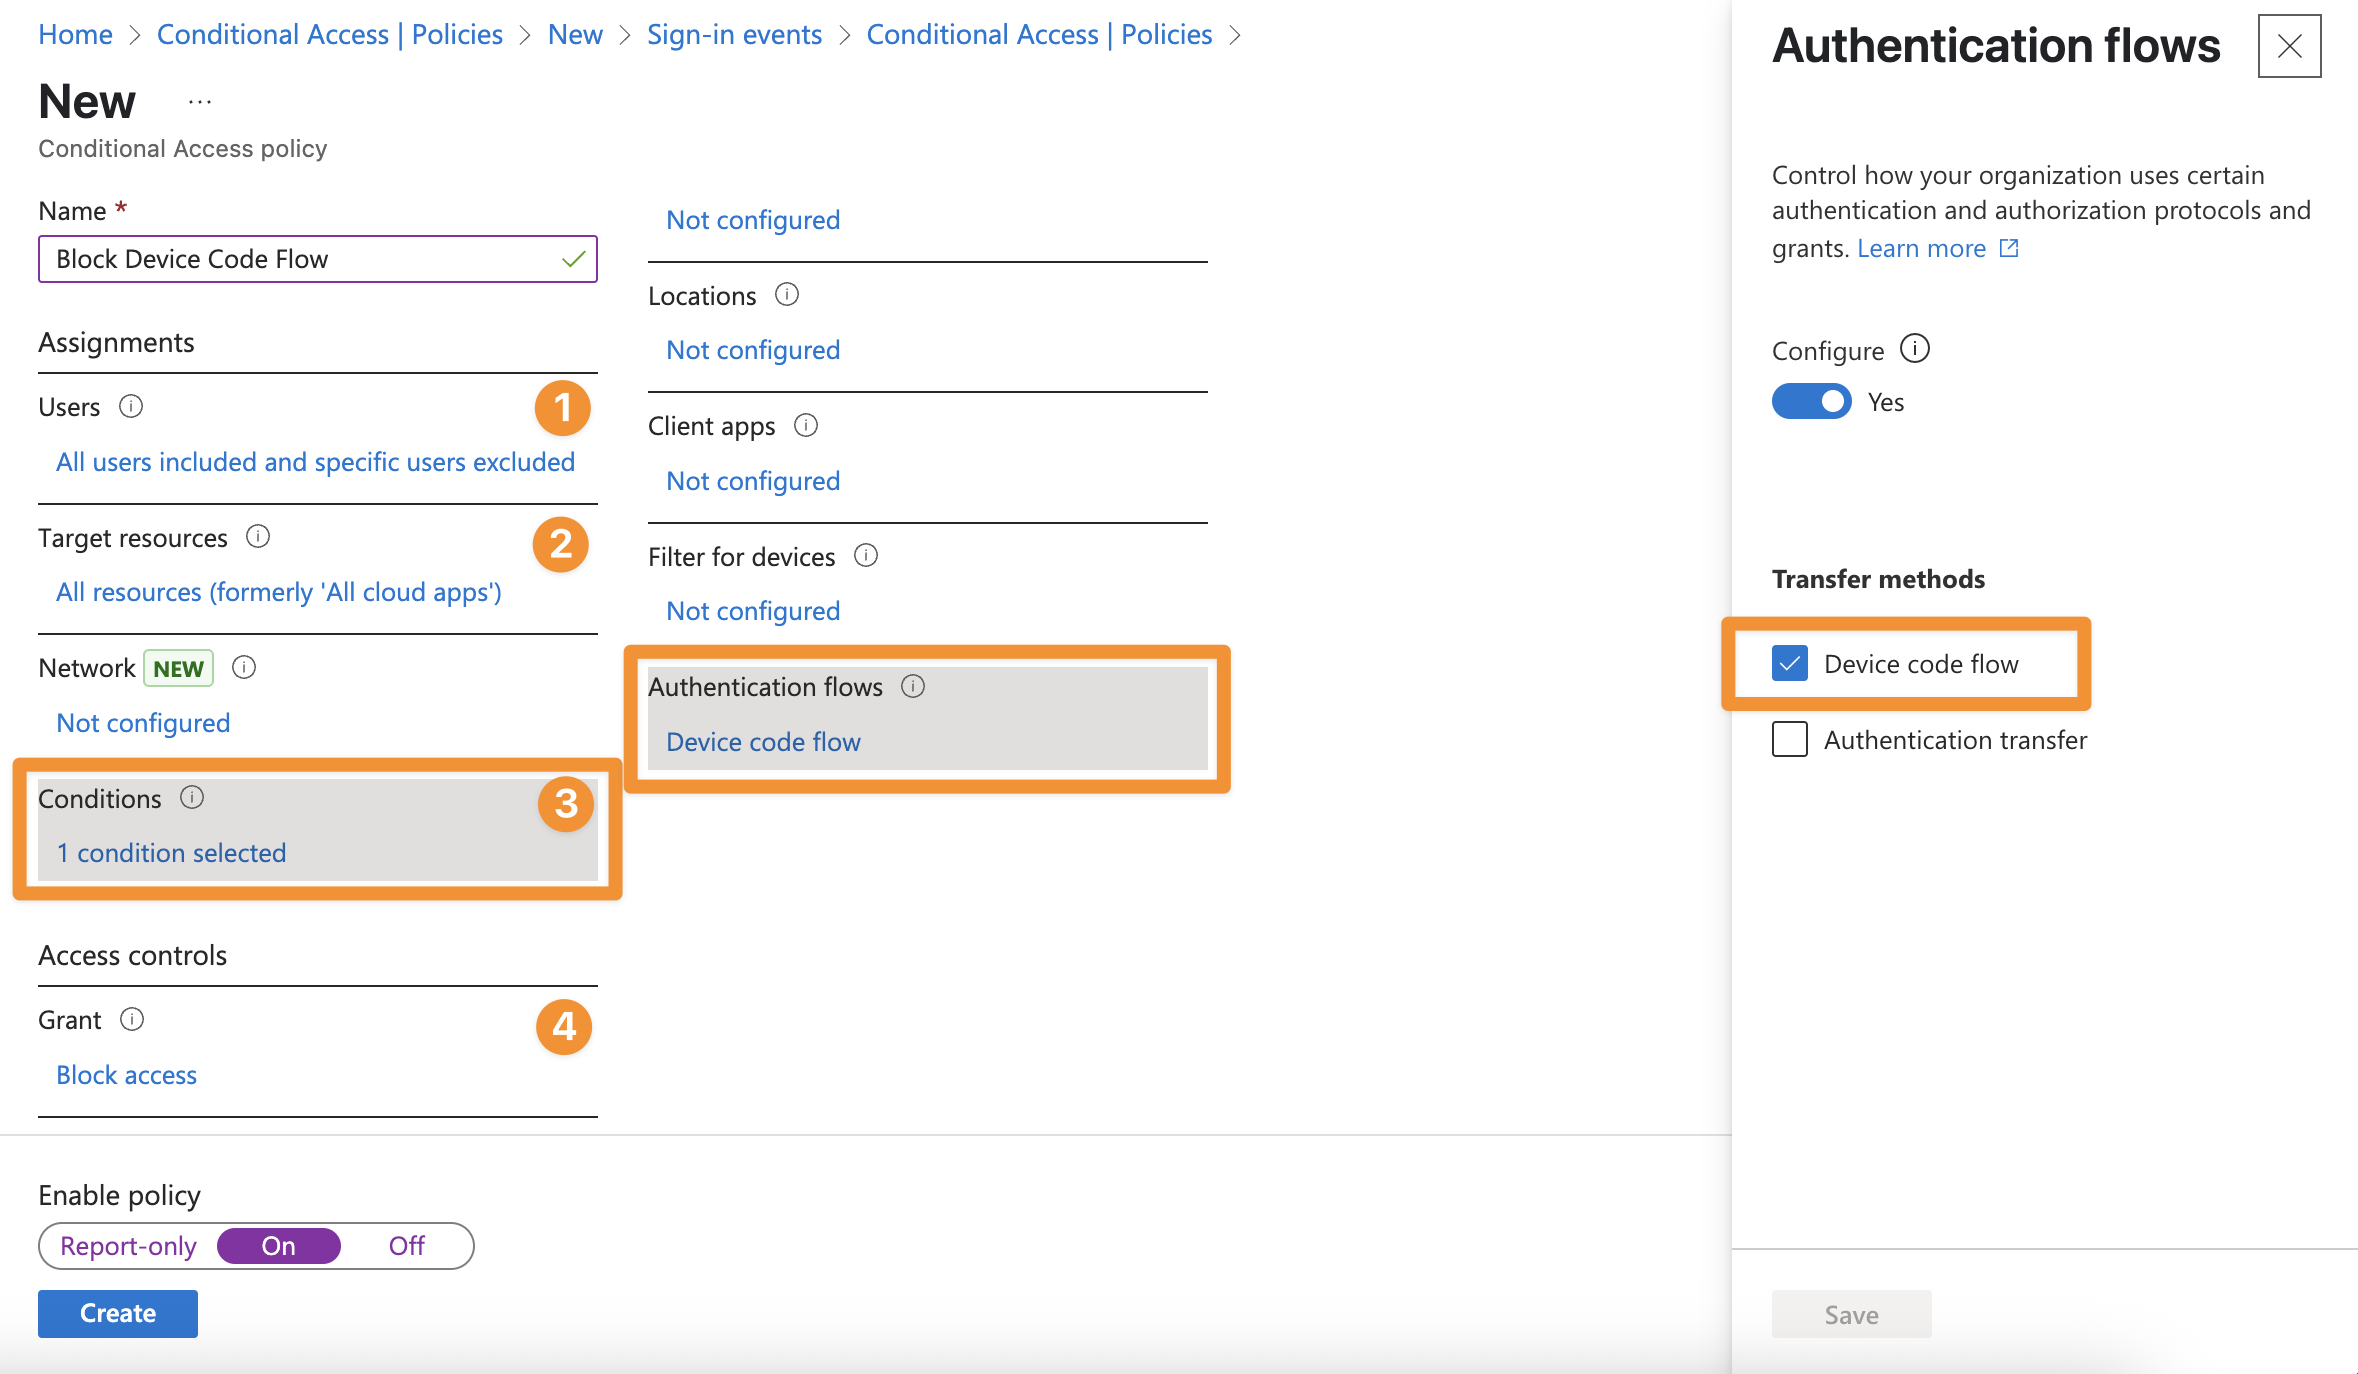 Home > Conditional Access | Policies > New > Sign-in events > Conditional Access | Policies >
New ...
Conditional Access policy
Name *
Block Device Code Flow
Assignments
Users
1
All users included and specific users excluded
Target resources
2
All resources (formerly 'All cloud apps')
Network NEW
Not configured
Conditions
3
1 condition selected
Access controls
Grant
4
Block access
Enable policy
Report-only On Off
Create
Not configured
Locations
Not configured
Client apps
Not configured
Filter for devices
Not configured
Authentication flows
Device code flow
Authentication flows
Control how your organization uses certain
authentication and authorization protocols and
grants. Learn more
Configure
Yes
Transfer methods
Device code flow
Authentication transfer
Save